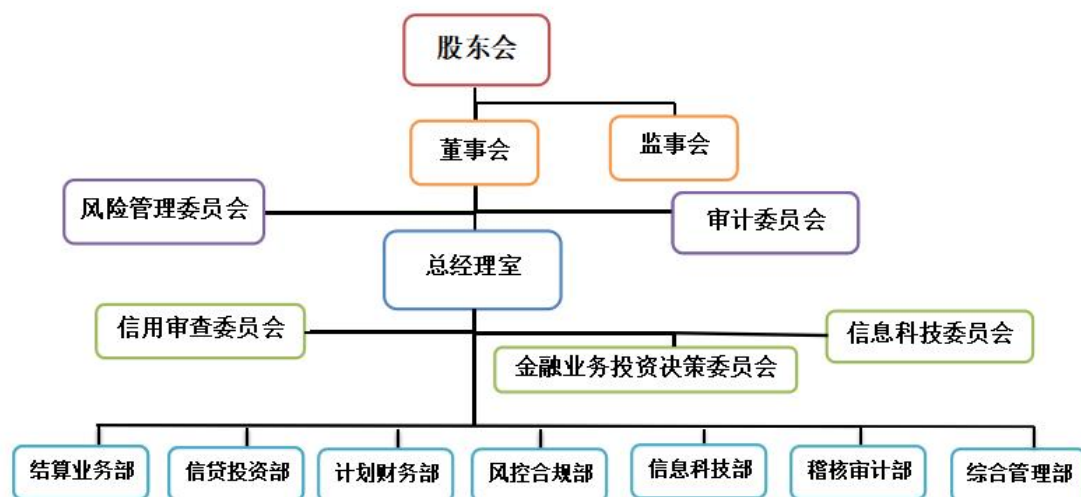 股东会
董事会
监事会
风险管理委员会
审计委员会
总经理室
信用审查委员会
信息科技委员会
金融业务投资决策委员会
结算业务部
信贷投资部
计划财务部
风控合规部
信息科技部
稽核审计部
综合管理部